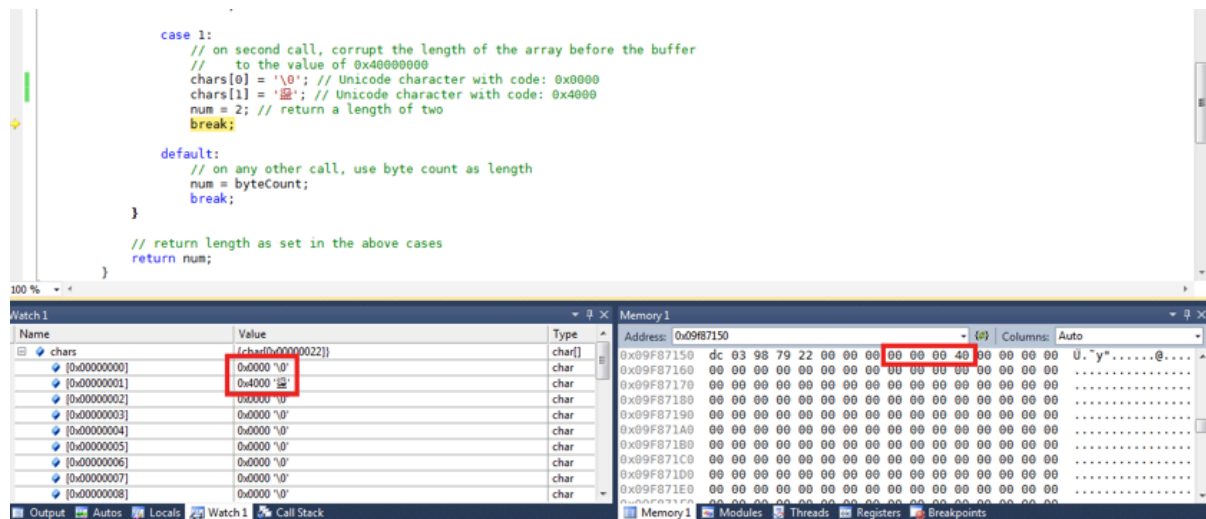 case 1:
// on second call, corrupt the length of the array before the buffer
// to the value of 0x40000000
chars[0] = '\0'; // Unicode character with code: 0x0000
chars[1] = '䀀'; // Unicode character with code: 0x4000
num = 2; // return a length of two
break;
default:
// on any other call, use byte count as length
num = byteCount;
break;
}
// return length as set in the above cases
return num;
}
100 %
Watch 1
Name Value Type
chars {char[0x00000022]} char[]
[0x00000000] 0x0000 '\0' char
[0x00000001] 0x4000 '䀀' char
[0x00000002] 0x0000 '\0' char
[0x00000003] 0x0000 '\0' char
[0x00000004] 0x0000 '\0' char
[0x00000005] 0x0000 '\0' char
[0x00000006] 0x0000 '\0' char
[0x00000007] 0x0000 '\0' char
[0x00000008] 0x0000 '\0' char
Output Autos Locals Watch 1 Call Stack
Memory 1
Address: 0x09f87150 Columns: Auto
0x09F87150 dc 03 98 79 22 00 00 00 00 00 00 40 00 00 00 00 Ü.˜y"......@....
0x09F87160 00 00 00 00 00 00 00 00 00 00 00 00 00 00 00 00 ................
0x09F87170 00 00 00 00 00 00 00 00 00 00 00 00 00 00 00 00 ................
0x09F87180 00 00 00 00 00 00 00 00 00 00 00 00 00 00 00 00 ................
0x09F87190 00 00 00 00 00 00 00 00 00 00 00 00 00 00 00 00 ................
0x09F871A0 00 00 00 00 00 00 00 00 00 00 00 00 00 00 00 00 ................
0x09F871B0 00 00 00 00 00 00 00 00 00 00 00 00 00 00 00 00 ................
0x09F871C0 00 00 00 00 00 00 00 00 00 00 00 00 00 00 00 00 ................
0x09F871D0 00 00 00 00 00 00 00 00 00 00 00 00 00 00 00 00 ................
0x09F871E0 00 00 00 00 00 00 00 00 00 00 00 00 00 00 00 00 ................
Memory 1 Modules Threads Registers Breakpoints